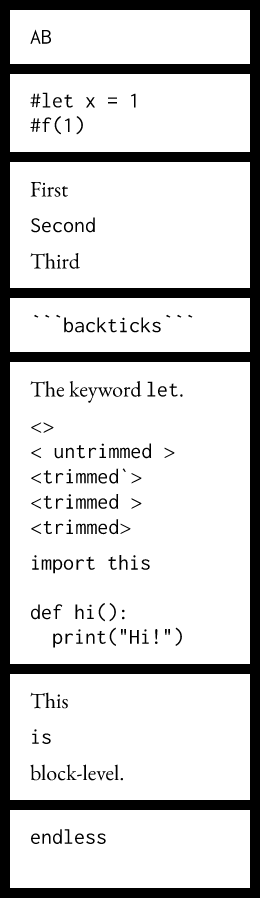 AB
#let x = 1
#f(1)
First
Second
Third
```backticks```
The keyword let.
<>
< untrimmed >
<trimmed`>
<trimmed >
<trimmed>
import this
def hi():
  print("Hi!")
This
is
block-level.
endless